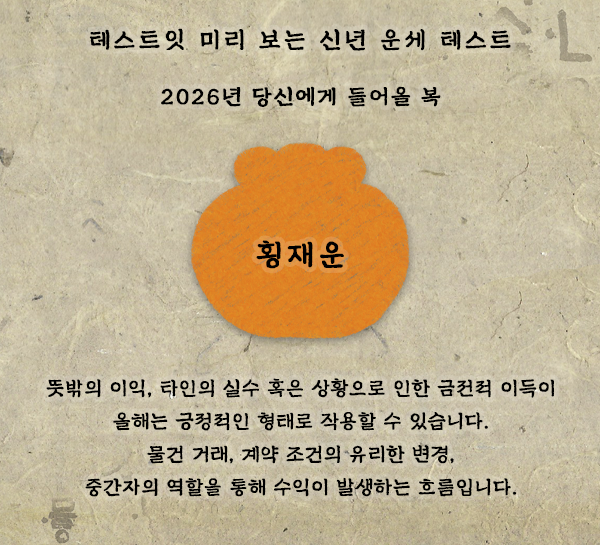 테스트잇 미리 보는 신년 운세 테스트
2026년 당신에게 들어올 복
횡재운
뜻밖의 이익, 타인의 실수 혹은 상황으로 인한 금전적 이득이
올해는 긍정적인 형태로 작용할 수 있습니다.
물건 거래, 계약 조건의 유리한 변경,
중간자의 역할을 통해 수익이 발생하는 흐름입니다.